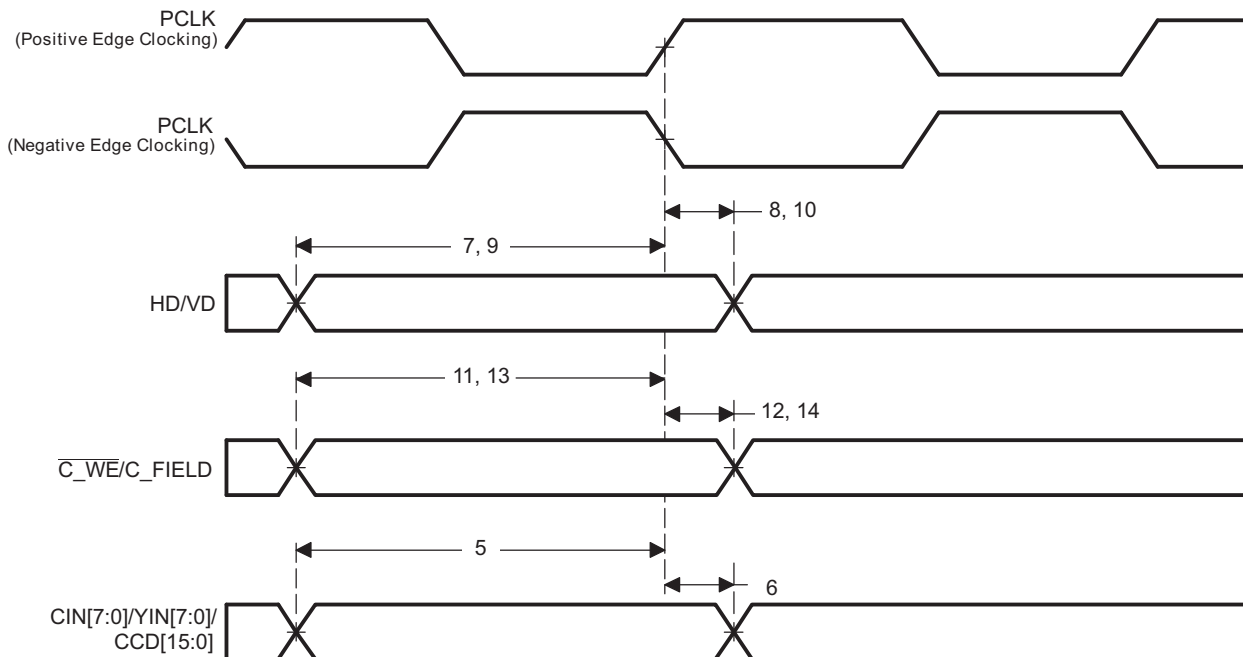 PCLK
(Positive Edge Clocking)
PCLK
(Negative Edge Clocking)
8, 10
7, 9
HD/VD
11, 13
12, 14
C_WE/C_FIELD
5
6
CIN[7:0]/YIN[7:0]/
CCD[15:0]